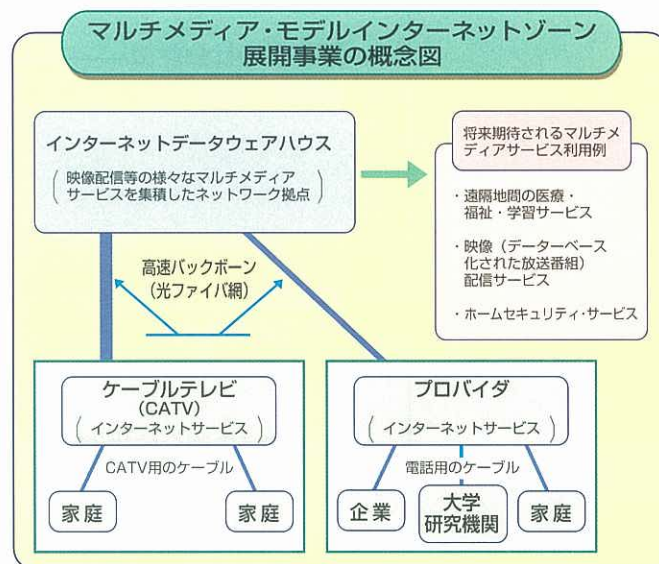 マルチメディア・モデルインターネットゾーン
展開事業の概念図
インターネットデータウェアハウス
(映像配信等の様々なマルチメディア
サービスを集積したネットワーク拠点)
将来期待されるマルチメ
ディアサービス利用例
・遠隔地間の医療・
福祉・学習サービス
・映像（データーベース
化された放送番組）
配信サービス
・ホームセキュリティ・サービス
高速バックボーン
（光ファイバ網）
ケーブルテレビ
(CATV)
(インターネットサービス)
CATV用のケーブル
家庭
家庭
プロバイダ
(インターネットサービス)
電話用のケーブル
企業
大学
研究機関
家庭